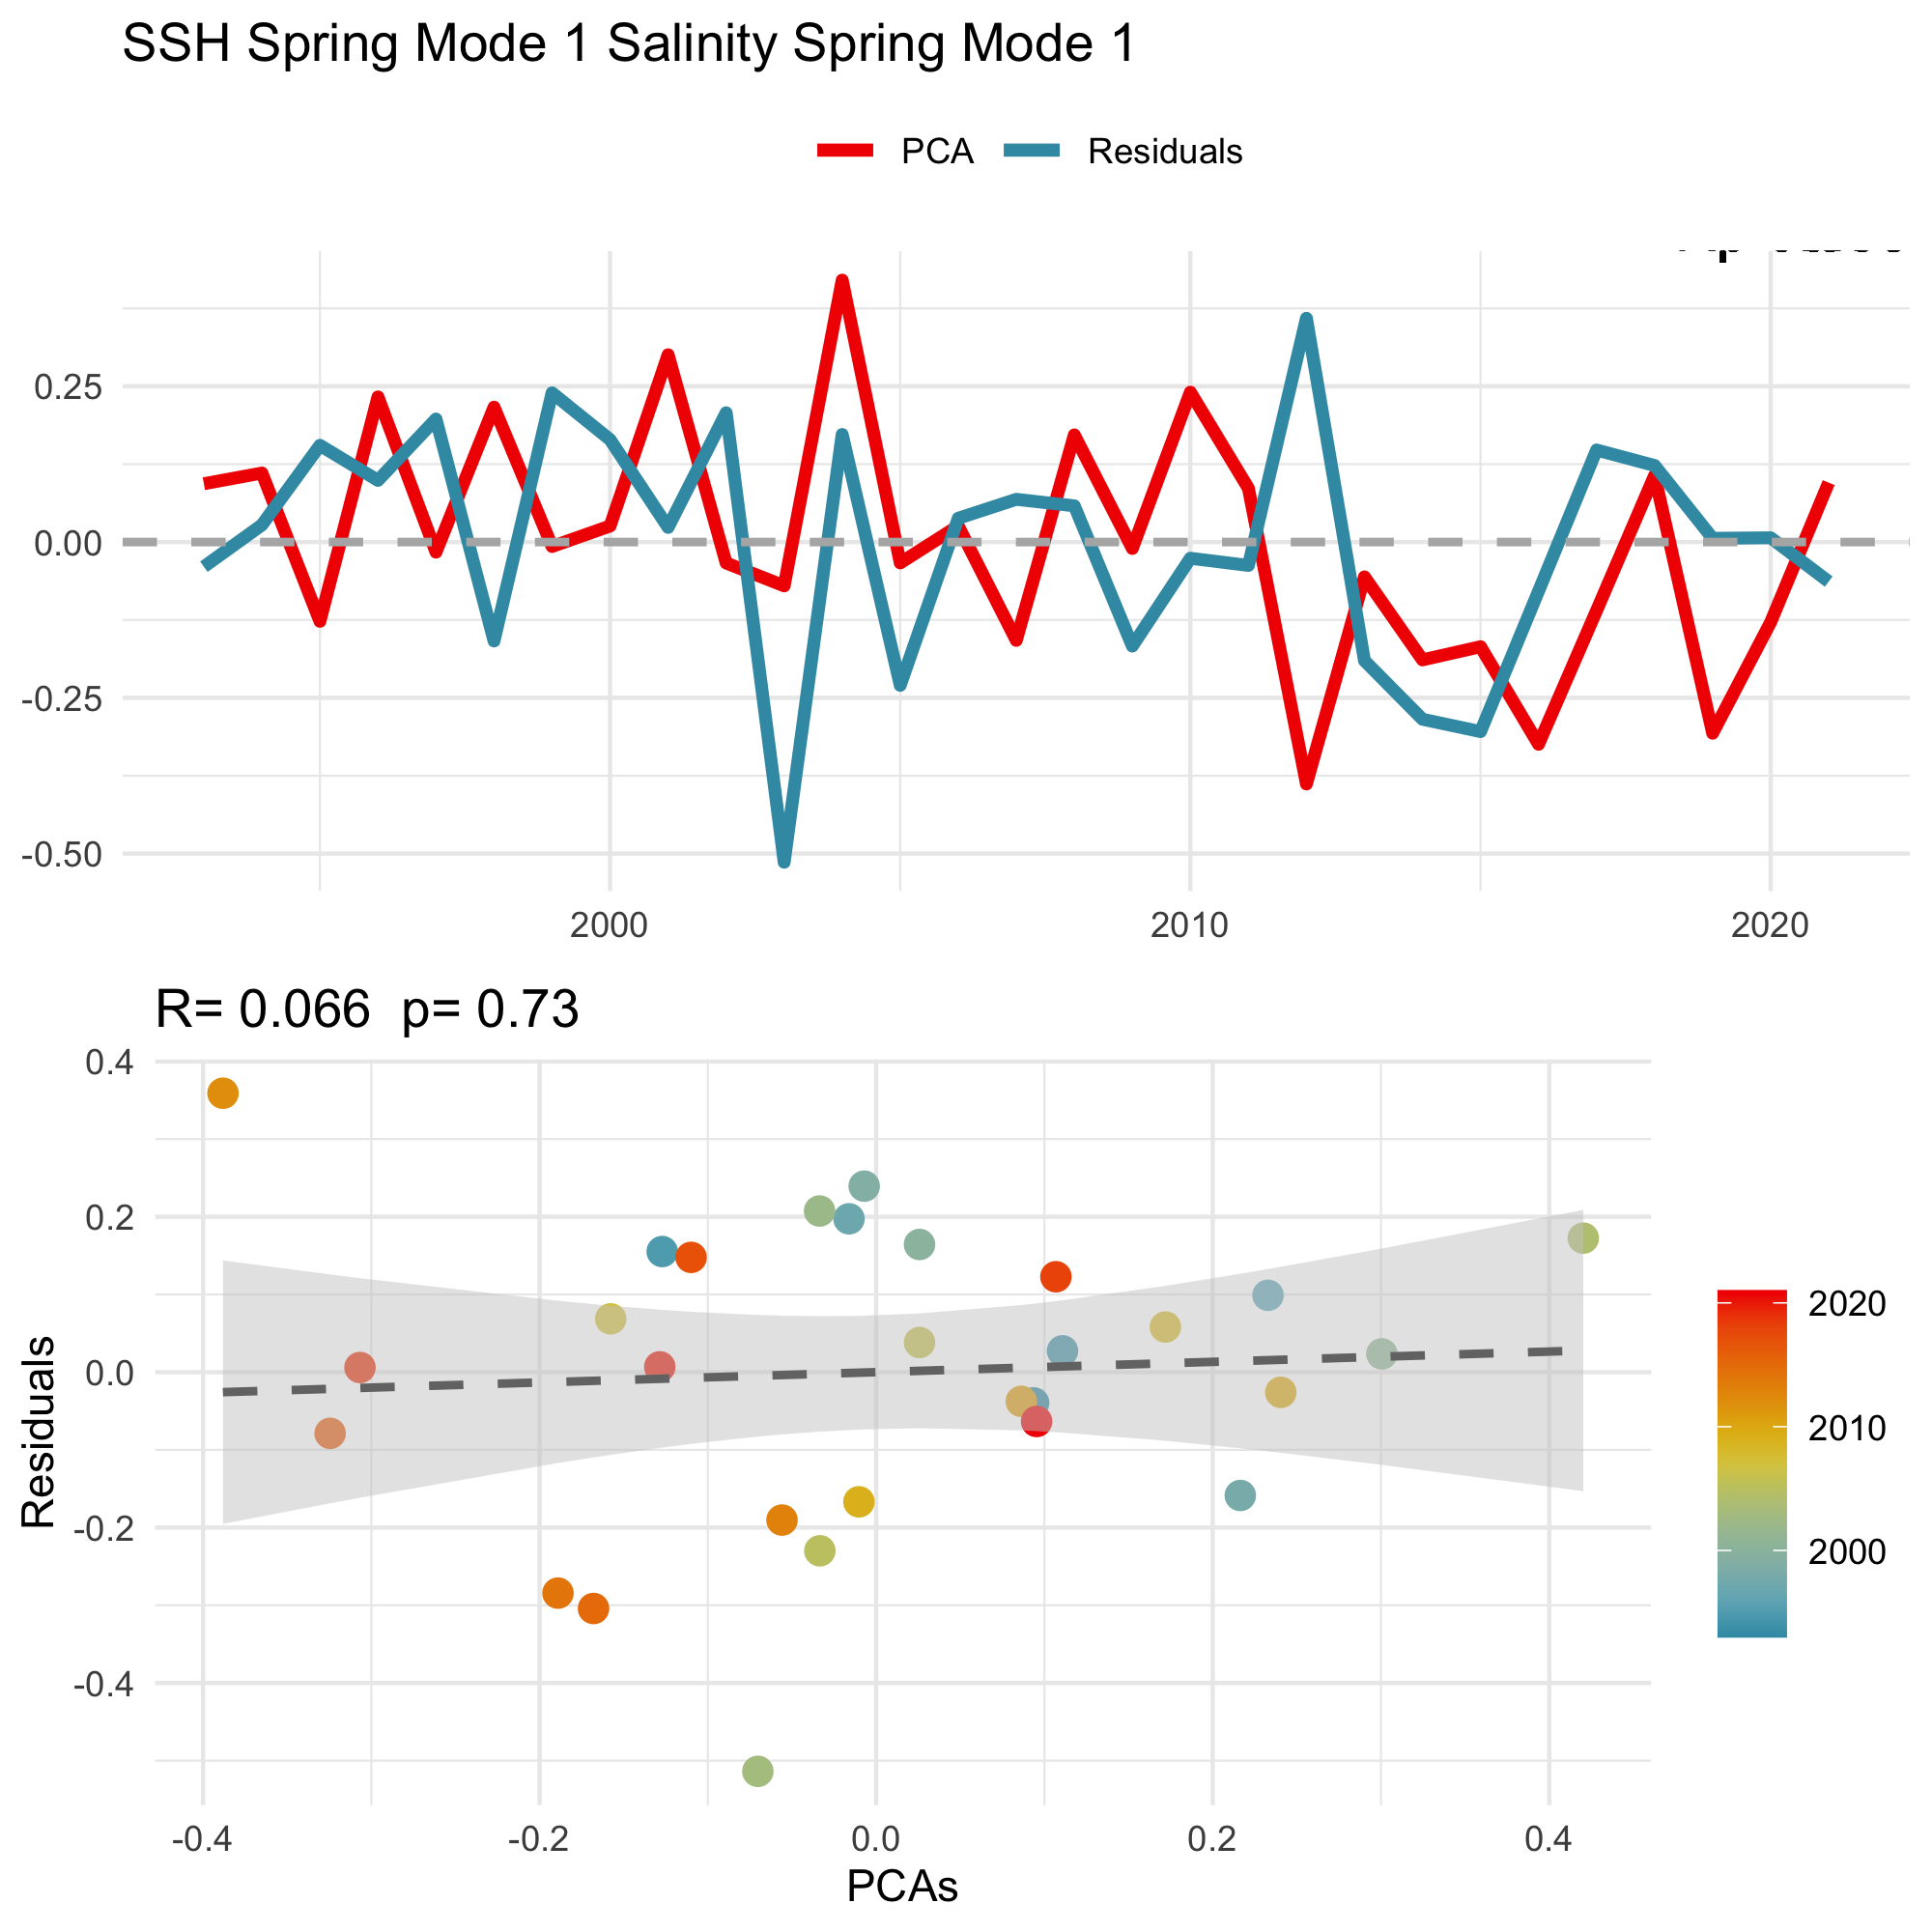 SSH Spring Mode 1 Salinity Spring Mode 1
PCA Residuals
0.25
0.00
-0.25
-0.50
2000 2010 2020
R= 0.066 p= 0.73
0.4
0.2
0.0
-0.2
-0.4
Residuals
-0.4 -0.2 0.0 0.2 0.4
PCAs
2020
2010
2000